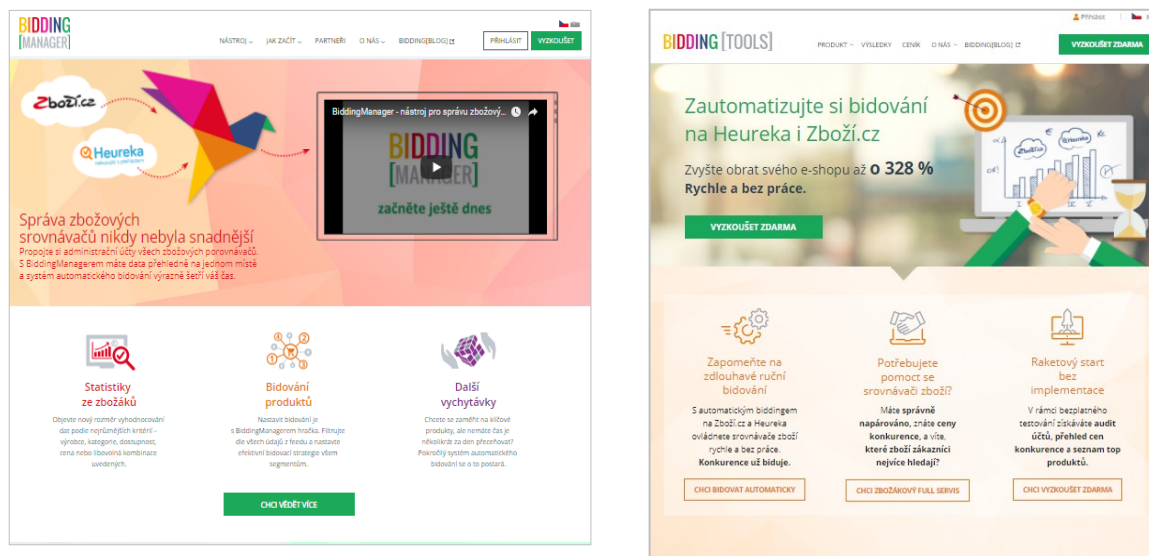 BIDDING
[MANAGER]
NÁSTROJ
JAK ZAČÍT
PARTNEŘI
O NÁS
BIDDING[BLOG]
PŘIHLÁSIT
VYZKOUŠET
Zboží.cz
Heureka
BiddingManager - nástroj pro správu zbožový...
BIDDING
[MANAGER]
začněte ještě dnes
Správa zbožových
srovnávačů nikdy nebyla snadnější
Propojte si administrační účty všech zbožových porovnávačů.
S BiddingManagerem máte data přehledně na jednom místě
a systém automatického bidování výrazně šetří váš čas.
Statistiky
ze zbožáků
Objevte nový rozměr vyhodnocování
dat podle nejrůznějších kritérií –
výrobce, kategorie, dostupnost,
cena nebo libovolná kombinace
uvedených.
Bidování
produktů
Nastavit bidování je
s BiddingManagerem hračka. Filtrujte
dle všech údajů z feedu a nastavte
efektivní bidovací strategie všem
segmentům.
Další
vychytávky
Chcete se zaměřit na klíčové
produkty, ale nemáte čas je
několikrát za den přeceňovat?
Pokročilý systém automatického
bidování se o to postará.
CHCI VĚDĚT VÍCE
Přihlásit
BIDDING [TOOLS]
PRODUKT
VÝSLEDKY
CENÍK
O NÁS
BIDDING[BLOG]
VYZKOUŠET ZDARMA
Zautomatizujte si bidování
na Heureka i Zboží.cz
Zvyšte obrat svého e-shopu až o 328 %
Rychle a bez práce.
VYZKOUŠET ZDARMA
Zboží.cz
Heureka
Kč
Zapomeňte na
zdlouhavé ruční
bidování
S automatickým biddingem
na Zboží.cz a Heureka
ovládnete srovnávače zboží
rychle a bez práce.
Konkurence už biduje.
CHCI BIDOVAT AUTOMATICKY
Potřebujete
pomoct se
srovnávači zboží?
Máte správně
napárováno, znáte ceny
konkurence, a víte,
které zboží zákazníci
nejvíce hledají?
CHCI ZBOŽÁKOVÝ FULL SERVIS
Raketový start
bez
implementace
V rámci bezplatného
testování získáváte audit
účtů, přehled cen
konkurence a seznam top
produktů.
CHCI VYZKOUŠET ZDARMA